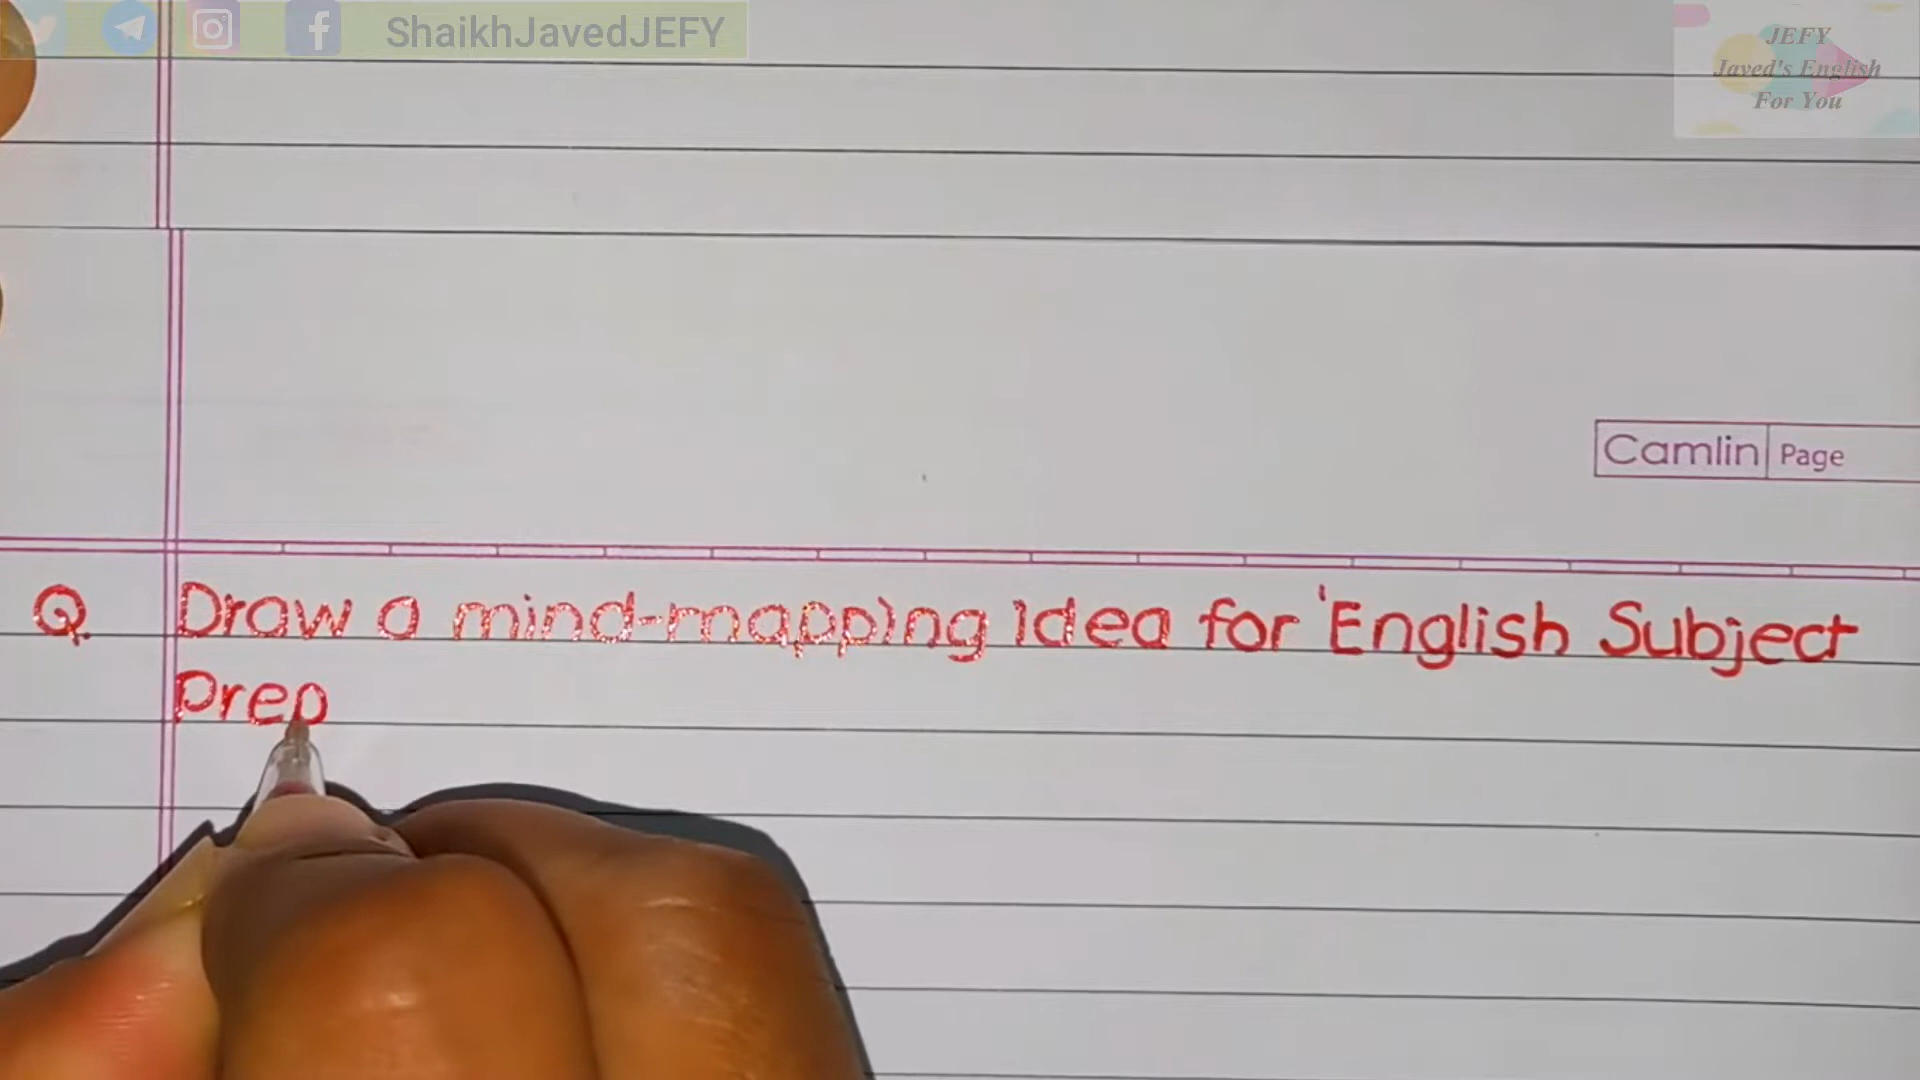 ShaikhJavedJEFY
JEFY
Javed's English
For You
Camlin Page
Q. Draw a mind-mapping idea for 'English Subject
Prep